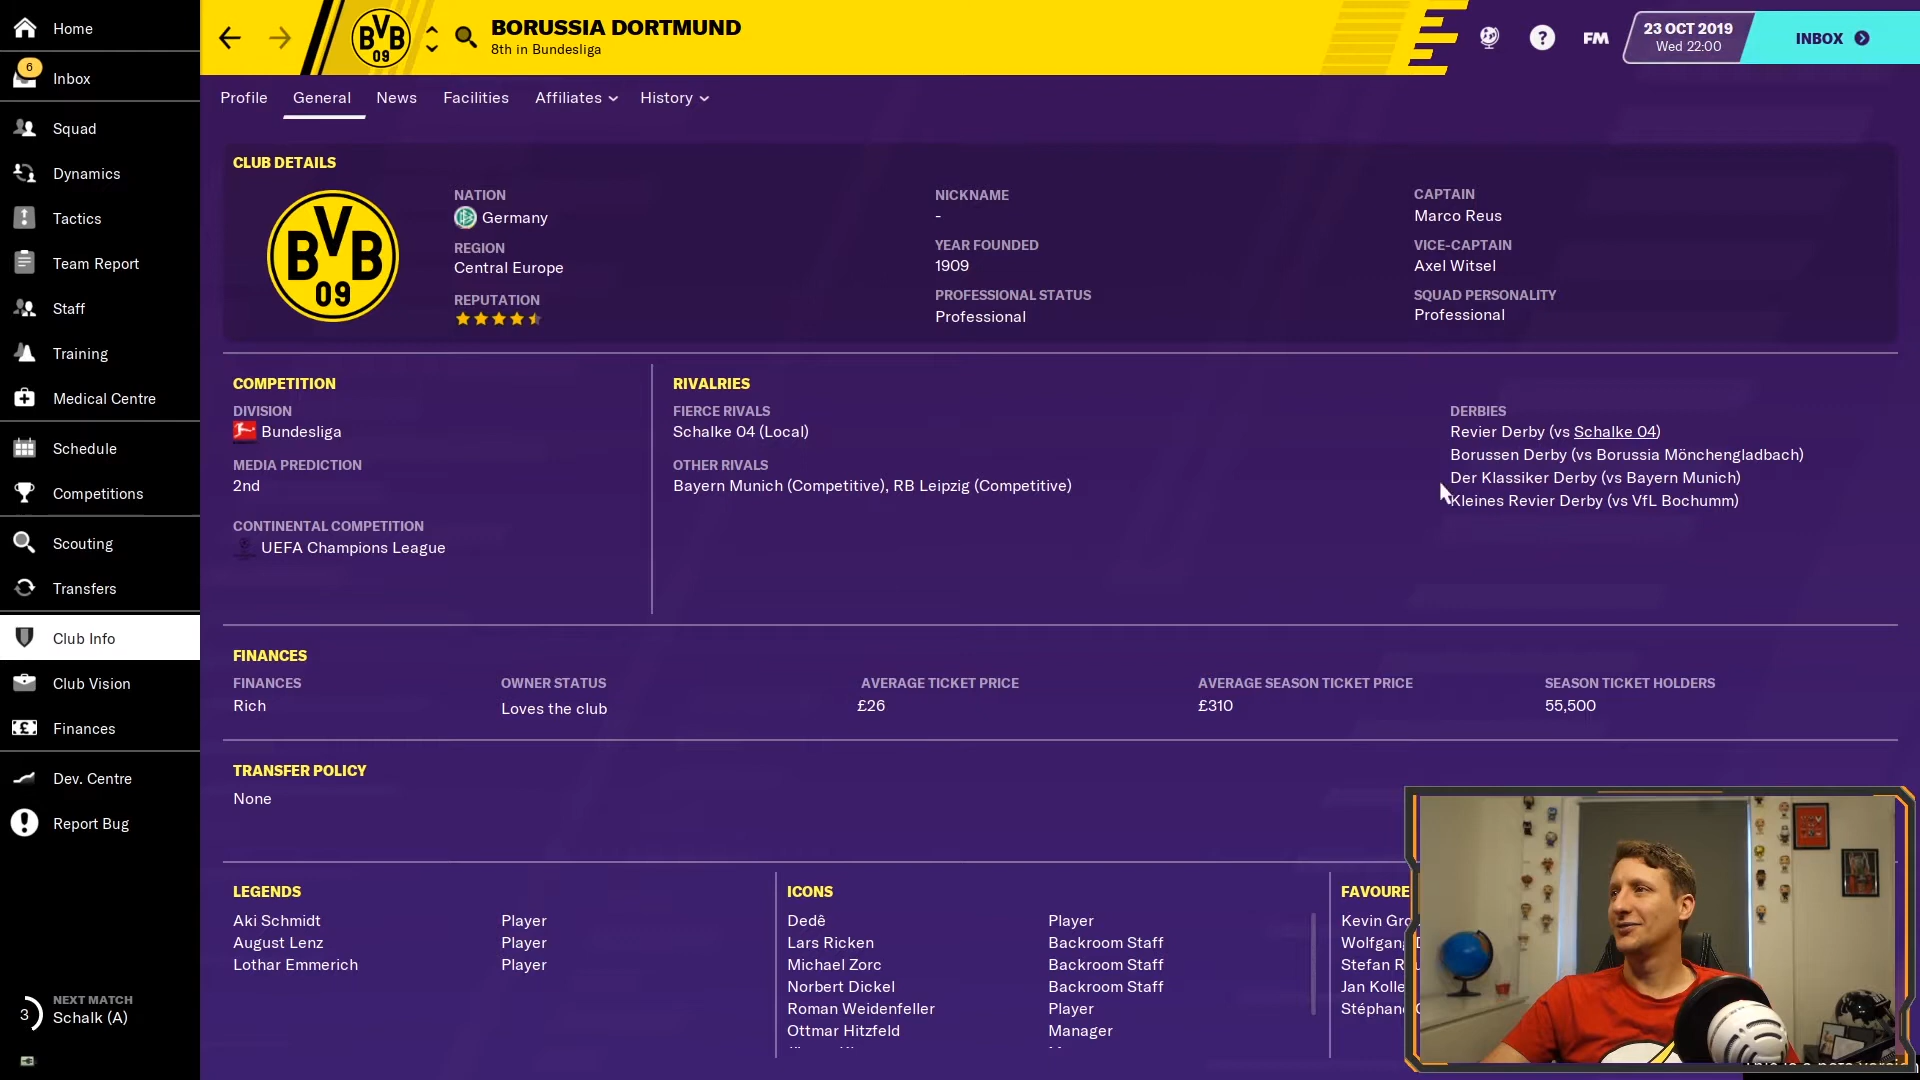 Home
6
Inbox
Squad
Dynamics
Tactics
Team Report
Staff
Training
Medical Centre
Schedule
Competitions
Scouting
Transfers
Club Info
Club Vision
Finances
Dev. Centre
Report Bug
3
NEXT MATCH
Schalk (A)
BVB
09
BORUSSIA DORTMUND
8th in Bundesliga
?
FM
23 OCT 2019
Wed 22:00
INBOX
Profile General News Facilities Affiliates History
CLUB DETAILS
BVB
09
NATION
Germany
REGION
Central Europe
REPUTATION
NICKNAME
-
YEAR FOUNDED
1909
PROFESSIONAL STATUS
Professional
CAPTAIN
Marco Reus
VICE-CAPTAIN
Axel Witsel
SQUAD PERSONALITY
Professional
COMPETITION
DIVISION
Bundesliga
MEDIA PREDICTION
2nd
CONTINENTAL COMPETITION
UEFA Champions League
RIVALRIES
FIERCE RIVALS
Schalke 04 (Local)
OTHER RIVALS
Bayern Munich (Competitive), RB Leipzig (Competitive)
DERBIES
Revier Derby (vs Schalke 04)
Borussen Derby (vs Borussia Mönchengladbach)
Der Klassiker Derby (vs Bayern Munich)
Kleines Revier Derby (vs VfL Bochumm)
FINANCES
FINANCES
Rich
OWNER STATUS
Loves the club
AVERAGE TICKET PRICE
£26
AVERAGE SEASON TICKET PRICE
£310
SEASON TICKET HOLDERS
55,500
TRANSFER POLICY
None
LEGENDS
Aki Schmidt Player
August Lenz Player
Lothar Emmerich Player
ICONS
Dedê Player
Lars Ricken Backroom Staff
Michael Zorc Backroom Staff
Norbert Dickel Backroom Staff
Roman Weidenfeller Player
Ottmar Hitzfeld Manager
FAVOURE
Kevin Gro
Wolfgang
Stefan R
Jan Kolle
Stéphan